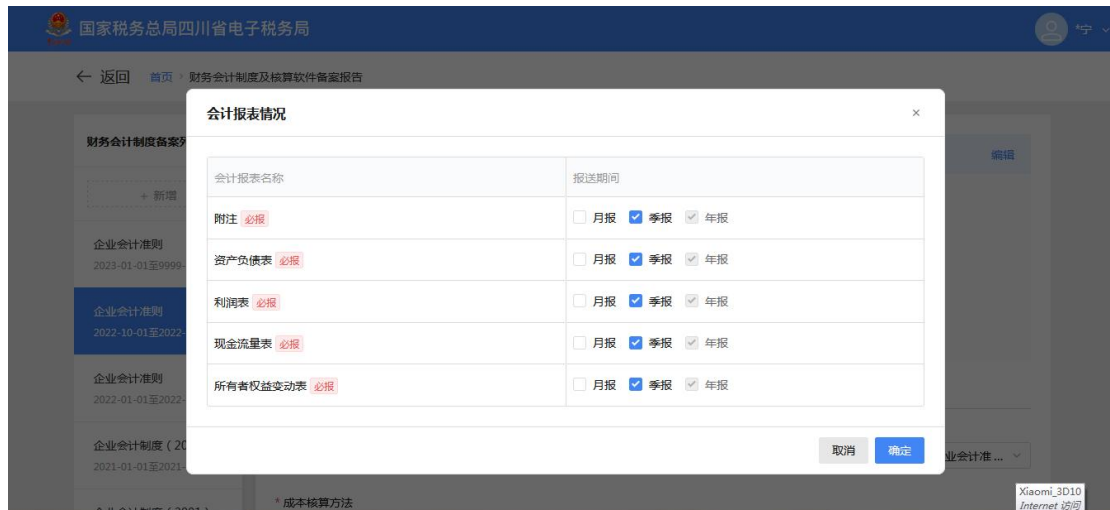 国家税务总局四川省电子税务局
*宁
← 返回 首页 > 财务会计制度及核算软件备案报告
会计报表情况 ×
财务会计制度备案列
编辑
会计报表名称 报送期间
+ 新增
附注 必报 月报 季报 年报
企业会计准则
2023-01-01至9999-
资产负债表 必报 月报 季报 年报
利润表 必报 月报 季报 年报
企业会计准则
2022-10-01至2022-
现金流量表 必报 月报 季报 年报
企业会计准则
2022-01-01至2022-
所有者权益变动表 必报 月报 季报 年报
企业会计制度 ( 20
2021-01-01至2021-
取消 确定
业会计准 ...
*成本核算方法
Xiaomi_3D10
Internet 访问